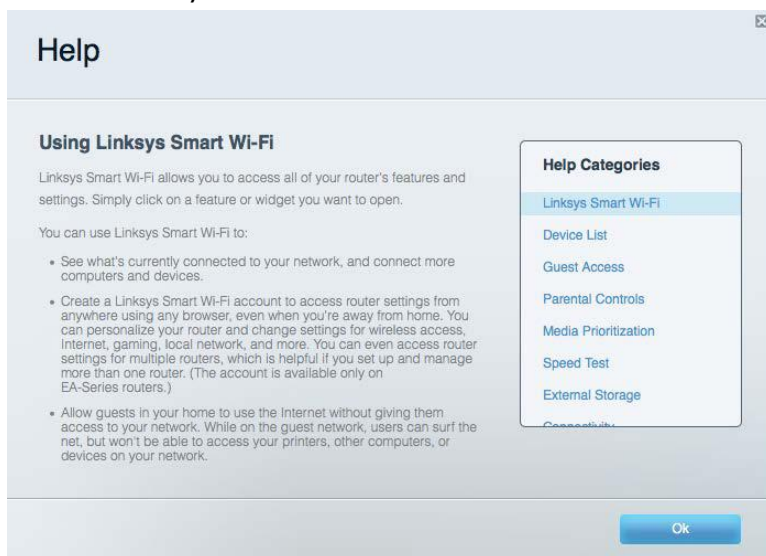 Help
Using Linksys Smart Wi-Fi
Linksys Smart Wi-Fi allows you to access all of your router's features and
settings. Simply click on a feature or widget you want to open.
You can use Linksys Smart Wi-Fi to:
• See what's currently connected to your network, and connect more
computers and devices.
• Create a Linksys Smart Wi-Fi account to access router settings from
anywhere using any browser, even when you're away from home. You
can personalize your router and change settings for wireless access,
Internet, gaming, local network, and more. You can even access router
settings for multiple routers, which is helpful if you set up and manage
more than one router. (The account is available only on
EA-Series routers.)
• Allow guests in your home to use the Internet without giving them
access to your network. While on the guest network, users can surf the
net, but won't be able to access your printers, other computers, or
devices on your network.
Help Categories
Linksys Smart Wi-Fi
Device List
Guest Access
Parental Controls
Media Prioritization
Speed Test
External Storage
Connectivity
Ok